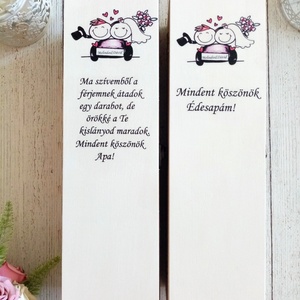 Ma szívemből a
férjemnek átadok
egy darabot, de
örökké a Te
kislányod maradok.
Mindent köszönök
Apa!
Mindent köszönök
Édesapám!